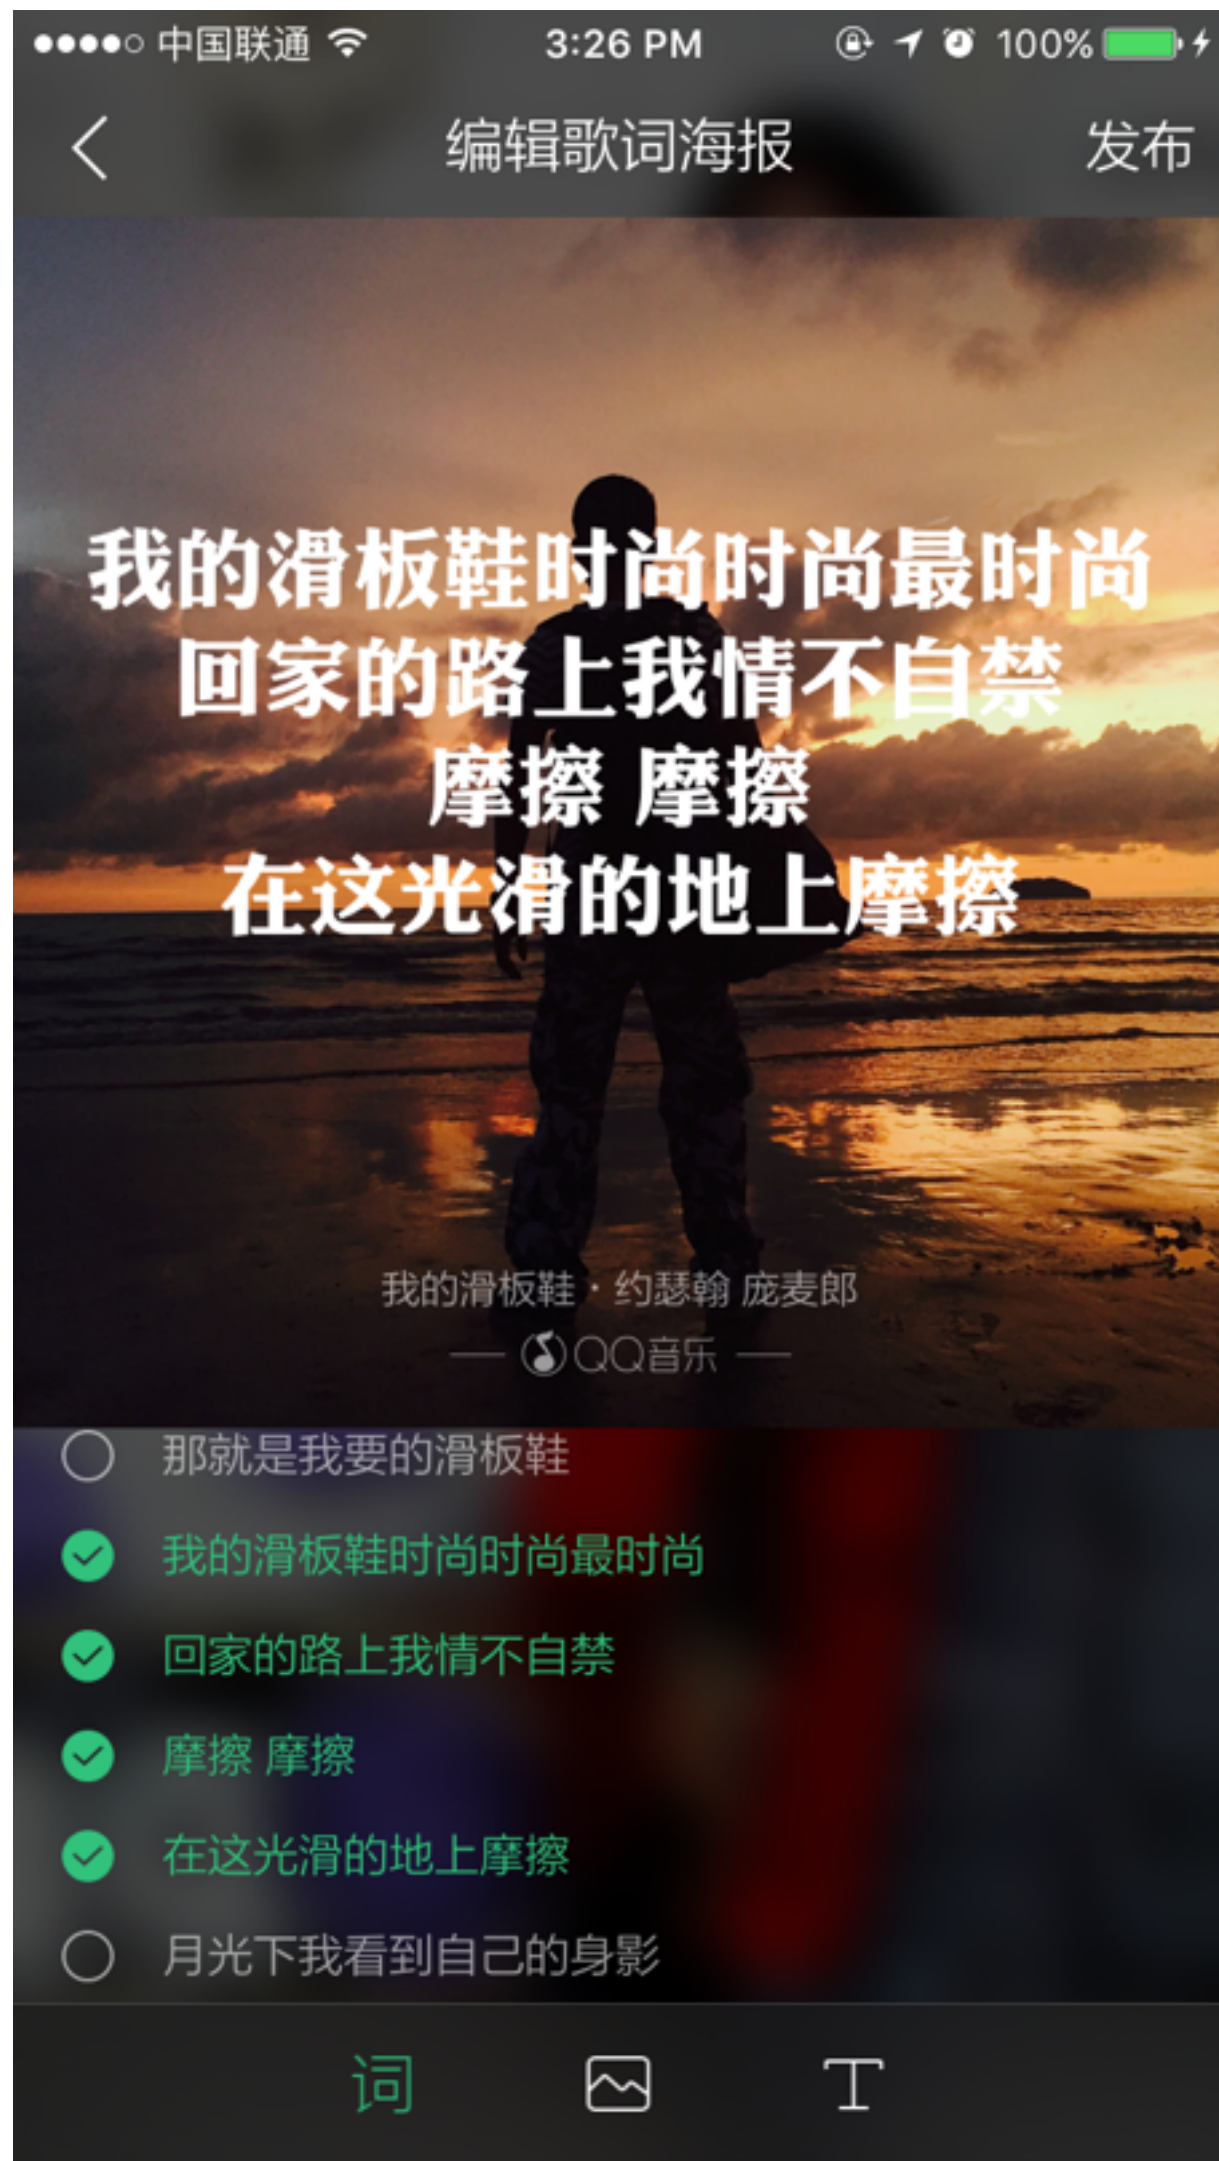 中国联通 3:26 PM 100%
编辑歌词海报 发布
我的滑板鞋时尚时尚最时尚
回家的路上我情不自禁
摩擦 摩擦
在这光滑的地上摩擦
我的滑板鞋·约瑟翰 庞麦郎
QQ音乐
那就是我要的滑板鞋
我的滑板鞋时尚时尚最时尚
回家的路上我情不自禁
摩擦 摩擦
在这光滑的地上摩擦
月光下我看到自己的身影
词 T